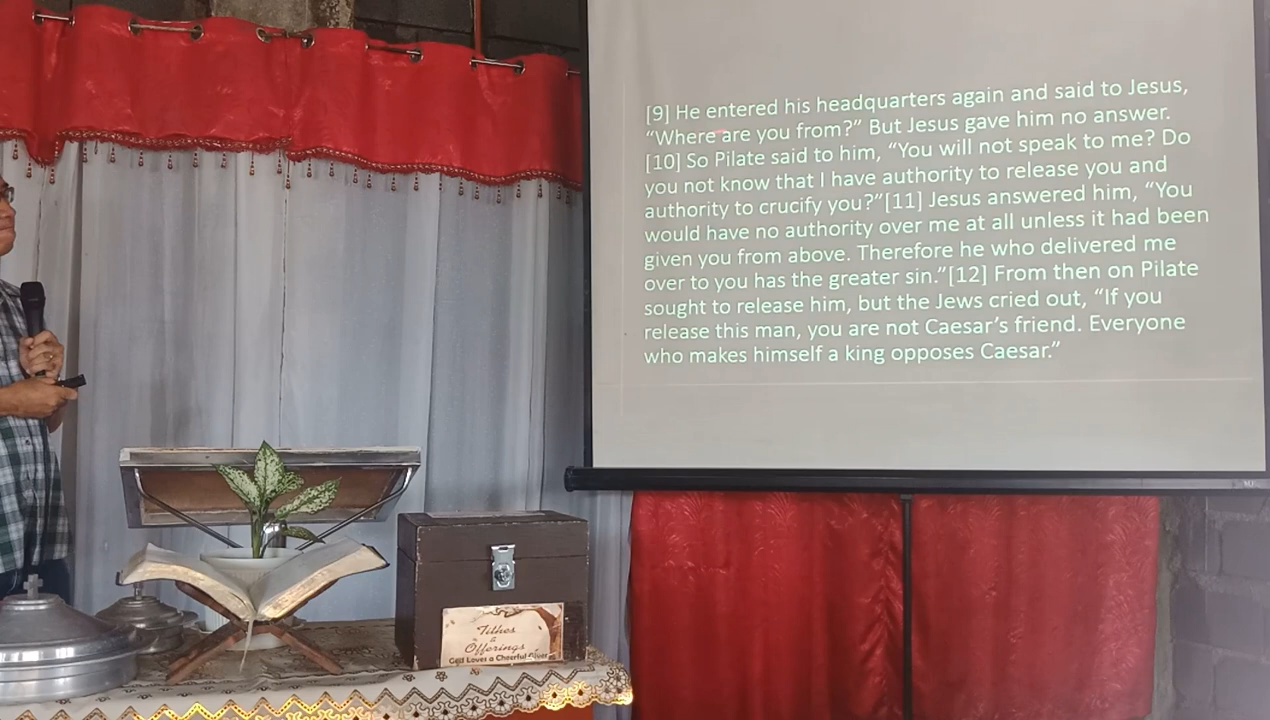 [9] He entered his headquarters again and said to Jesus,
“Where are you from?” But Jesus gave him no answer.
[10] So Pilate said to him, “You will not speak to me? Do
you not know that I have authority to release you and
authority to crucify you?”[11] Jesus answered him, “You
would have no authority over me at all unless it had been
given you from above. Therefore he who delivered me
over to you has the greater sin.”[12] From then on Pilate
sought to release him, but the Jews cried out, “If you
release this man, you are not Caesar’s friend. Everyone
who makes himself a king opposes Caesar.”
Tithes
&
Offerings
God Loves a Cheerful Giver